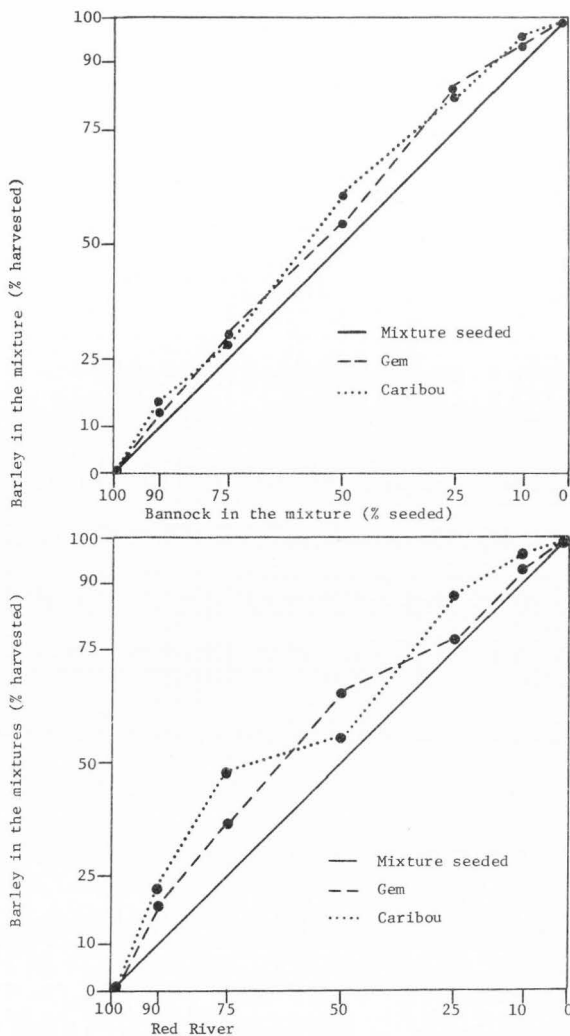 Barley in the mixture (% harvested)
100
90
75
50
25
10
0
Mixture seeded
Gem
Caribou
100 90 75 50 25 10 0
Bannock in the mixture (% seeded)
Barley in the mixtures (% harvested)
100
90
75
50
25
10
0
Mixture seeded
Gem
Caribou
100 90 75 50 25 10 0
Red River